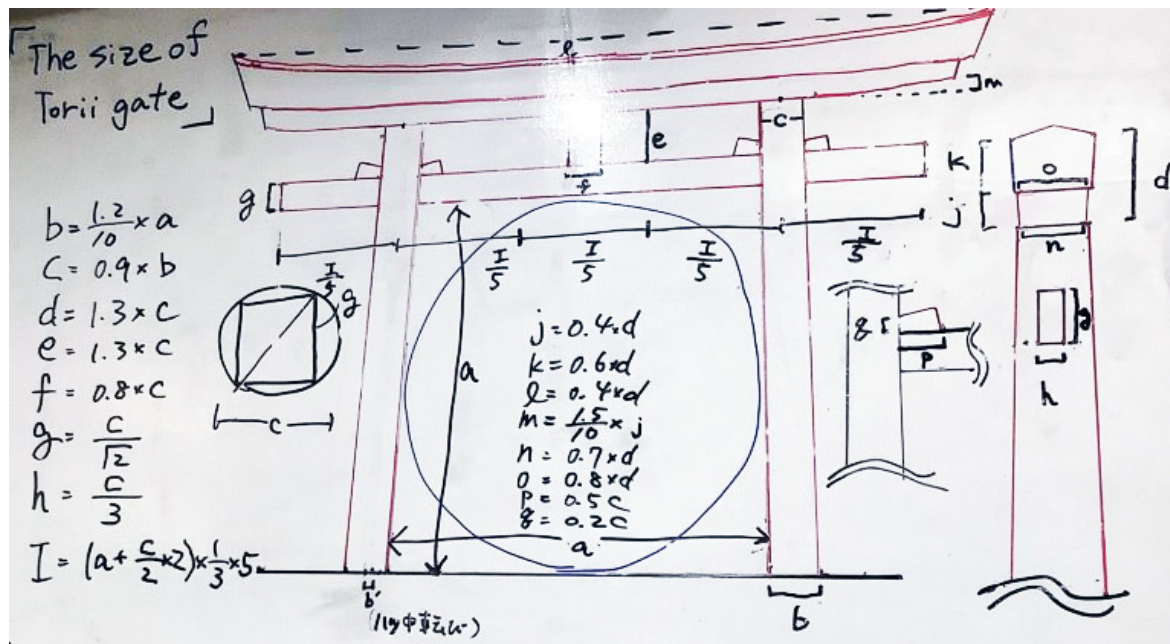 「The size of
Torii gate」
b = 1.2/10 × a
C = 0.9 × b
d = 1.3 × C
e = 1.3 × C
f = 0.8 × C
g = C/√2
h = C/3
I = (a + C/2 × 2) × 1/3 × 5
j = 0.4 × d
k = 0.6 × d
l = 0.4 × d
m = 1.5/10 × j
n = 0.7 × d
o = 0.8 × d
P = 0.5 C
g = 0.2 C
l
m
c
e
f
g
I/5
I/5
I/5
I/5
I/5
g
c
a
a
b'
b
k
j
d
o
n
g
h
g
P